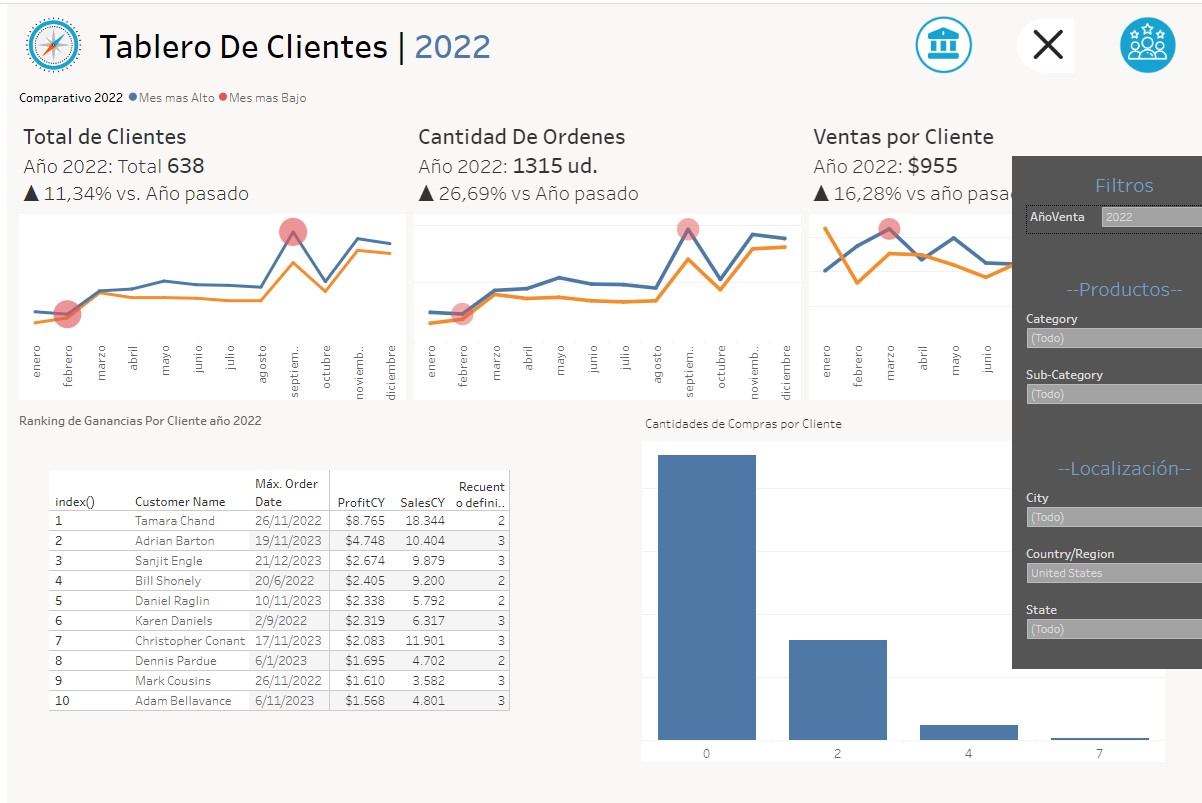 Tablero De Clientes | 2022
Comparativo 2022 Mes mas Alto Mes mas Bajo
Total de Clientes
Año 2022: Total 638
▲ 11,34% vs. Año pasado
Cantidad De Ordenes
Año 2022: 1315 ud.
▲ 26,69% vs Año pasado
Ventas por Cliente
Año 2022: $955
▲ 16,28% vs año pasa
enero
febrero
marzo
abril
mayo
junio
julio
agosto
septiem..
octubre
noviemb..
diciembre
enero
febrero
marzo
abril
mayo
junio
julio
agosto
septiem..
octubre
noviemb..
diciembre
enero
febrero
marzo
abril
mayo
junio
Filtros
AñoVenta 2022
--Productos--
Category
(Todo)
Sub-Category
(Todo)
--Localización--
City
(Todo)
Country/Region
United States
State
(Todo)
Ranking de Ganancias Por Cliente año 2022
index() Customer Name Máx. Order Date ProfitCY SalesCY Recuento defini..
1 Tamara Chand 26/11/2022 $8.765 18.344 2
2 Adrian Barton 19/11/2023 $4.748 10.404 3
3 Sanjit Engle 21/12/2023 $2.674 9.879 3
4 Bill Shonely 20/6/2022 $2.405 9.200 2
5 Daniel Raglin 10/11/2023 $2.338 5.792 2
6 Karen Daniels 2/9/2022 $2.319 6.317 3
7 Christopher Conant 17/11/2023 $2.083 11.901 3
8 Dennis Pardue 6/1/2023 $1.695 4.702 2
9 Mark Cousins 26/11/2022 $1.610 3.582 3
10 Adam Bellavance 6/11/2023 $1.568 4.801 3
Cantidades de Compras por Cliente
0 2 4 7